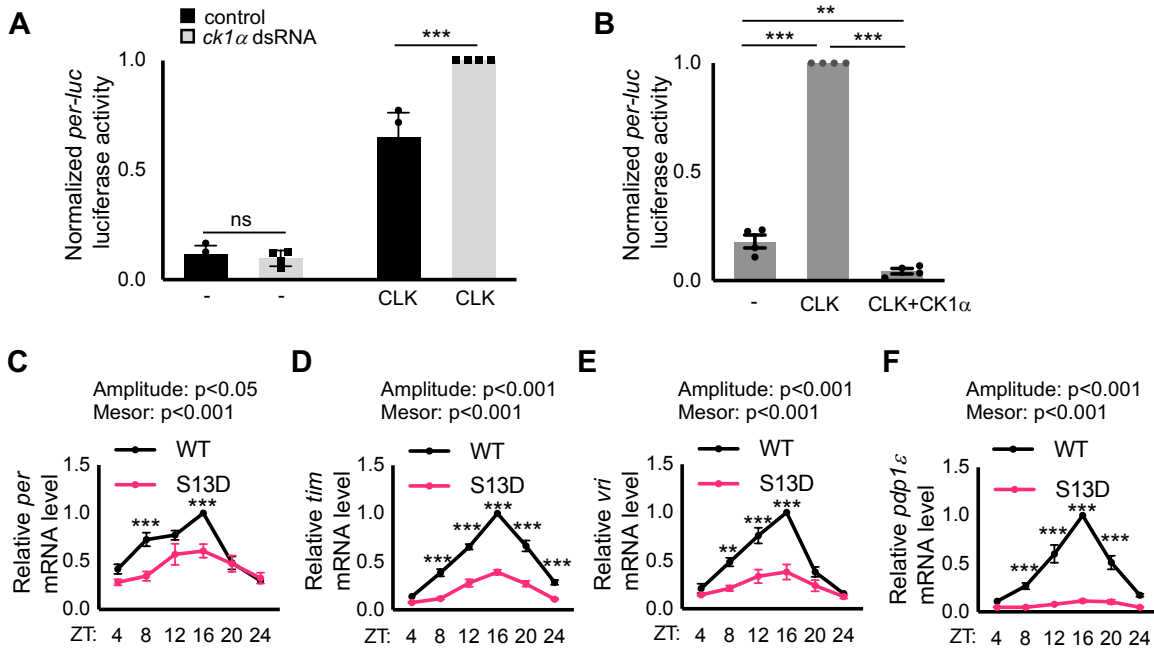 A
control
ck1α dsRNA
Normalized per-luc
luciferase activity
1.0
0.5
0.0
ns
***
-
-
CLK
CLK
B
Normalized per-luc
luciferase activity
1.0
0.5
0.0
**
***
***
-
CLK
CLK+CK1α
C
Amplitude: p<0.05
Mesor: p<0.001
WT
S13D
Relative per
mRNA level
1.5
1.0
0.5
0.0
***
***
ZT: 4 8 12 16 20 24
D
Amplitude: p<0.001
Mesor: p<0.001
WT
S13D
Relative tim
mRNA level
1.5
1.0
0.5
0.0
***
***
***
***
***
4 8 12 16 20 24
E
Amplitude: p<0.001
Mesor: p<0.001
WT
S13D
Relative vri
mRNA level
1.5
1.0
0.5
0.0
**
***
***
4 8 12 16 20 24
F
Amplitude: p<0.001
Mesor: p<0.001
WT
S13D
Relative pdp1ε
mRNA level
1.5
1.0
0.5
0.0
***
***
***
***
ZT: 4 8 12 16 20 24